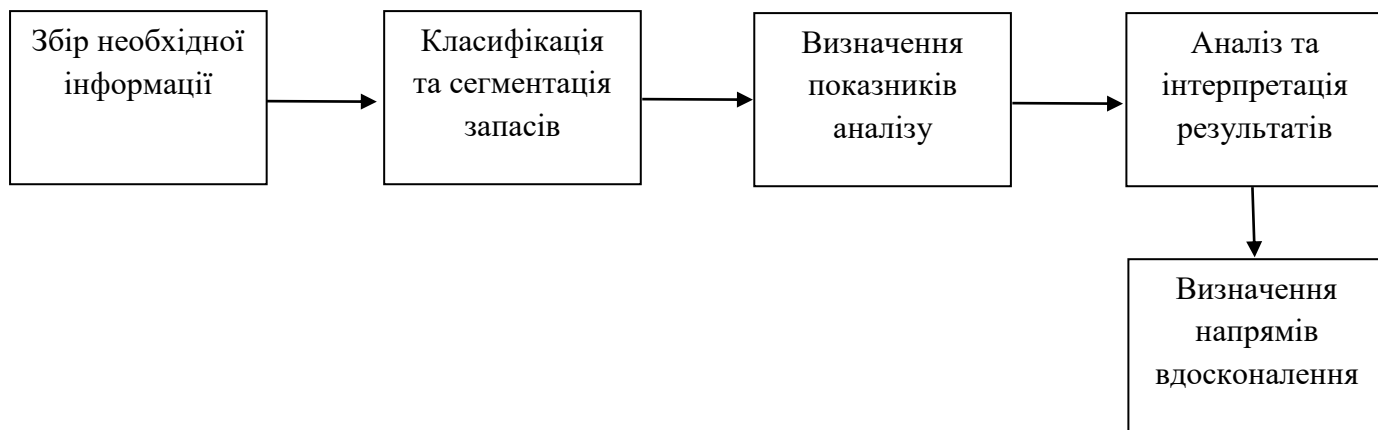 Збір необхідної
інформації
Класифікація
та сегментація
запасів
Визначення
показників
аналізу
Аналіз та
інтерпретація
результатів
Визначення
напрямів
вдосконалення